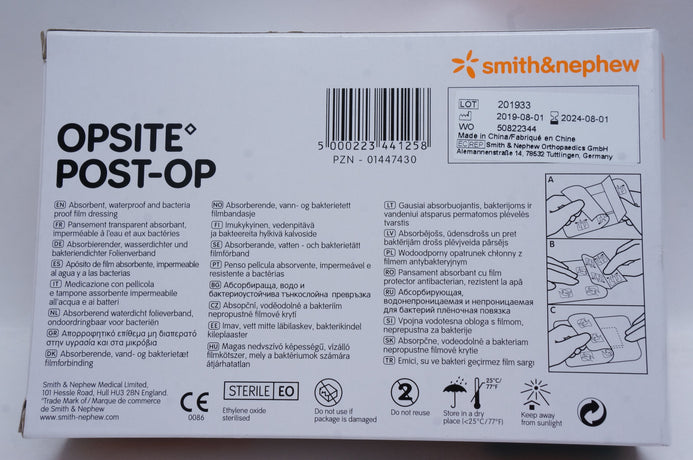 smith&nephew
OPSITE◇
POST-OP
5 000223 441258
PZN - 01447430
LOT 201933
2019-08-01 2024-08-01
WO 50822344
Made in China/Fabriqué en Chine
EC REP Smith & Nephew Orthopaedics GmbH
Alemannenstraße 14, 78532 Tuttlingen, Germany
EN Absorbent, waterproof and bacteria
proof film dressing
FR Pansement transparent absorbant,
imperméable à l'eau et aux bactéries
DE Absorbierender, wasserdichter und
bakteriendichter Folienverband
ES Apósito de film absorbente, impermeable
al agua y a las bacterias
IT Medicazione con pellicola
e tampone assorbente impermeabile
all'acqua e ai batteri
NL Absorberend waterdicht folieverband,
ondoordringbaar voor bacteriën
GR Απορροφητικό επίθεμα μη διαπερατό
στην υγρασία και στα μικρόβια
DK Absorberende, vand- og bakterietæt
filmforbinding
NO Absorberende, vann- og bakterietett
filmbandasje
FI Imukykyinen, vedenpitävä
ja bakteereita hylkivä kalvoside
SE Absorberande, vatten - och bakterietätt
filmförband
PT Penso película absorvente, impermeável e
resistente a bactérias
BG Абсорбираща, водо и
бактериоустойчива тънкослойна превръзка
CZ Absopční, voděodolné a bakteriím
nepropustné filmové krytí
EE Imav, vett mitte läbilaskev, bakterikindel
kileplaaster
HU Magas nedvszívó képességű, vízálló
filmkötszer, mely a baktériumok számára
átjárhatatlan
LT Gausiai absorbuojantis, bakterijoms ir
vandeniui atsparus permatomos plėvelės
tvarstis
LV Absorbējošs, ūdensdrošs un pret
baktērijām drošs plēvjveida pārsējs
PL Wodoodporny opatrunek chłonny z
filmem antybakteryjnym
RO Pansament absorbant cu film
protector antibacterian, rezistent la apă
RU Абсорбирующая,
водонепроницаемая и непроницаемая
для бактерий плёночная повязка
SI Vpojna vodotesna obloga s filmom,
neprepustna za bakterije
SK Absorpčne, vodeodolné a bakteriam
nepropustne filmové krytie
TR Emici, su ve bakteri geçirmez film sargı
A
B
C
Smith & Nephew Medical Limited,
101 Hessle Road, Hull HU3 2BN England.
◇Trade Mark of / Marque de commerce
de Smith & Nephew
www.smith-nephew.com
CE
0086
STERILE EO
Ethylene oxide
sterilised
Do not use if
package is damaged
2
Do not reuse
25°C/
77°F
Store in a dry
place (<25°C/77°F)
Keep away
from sunlight